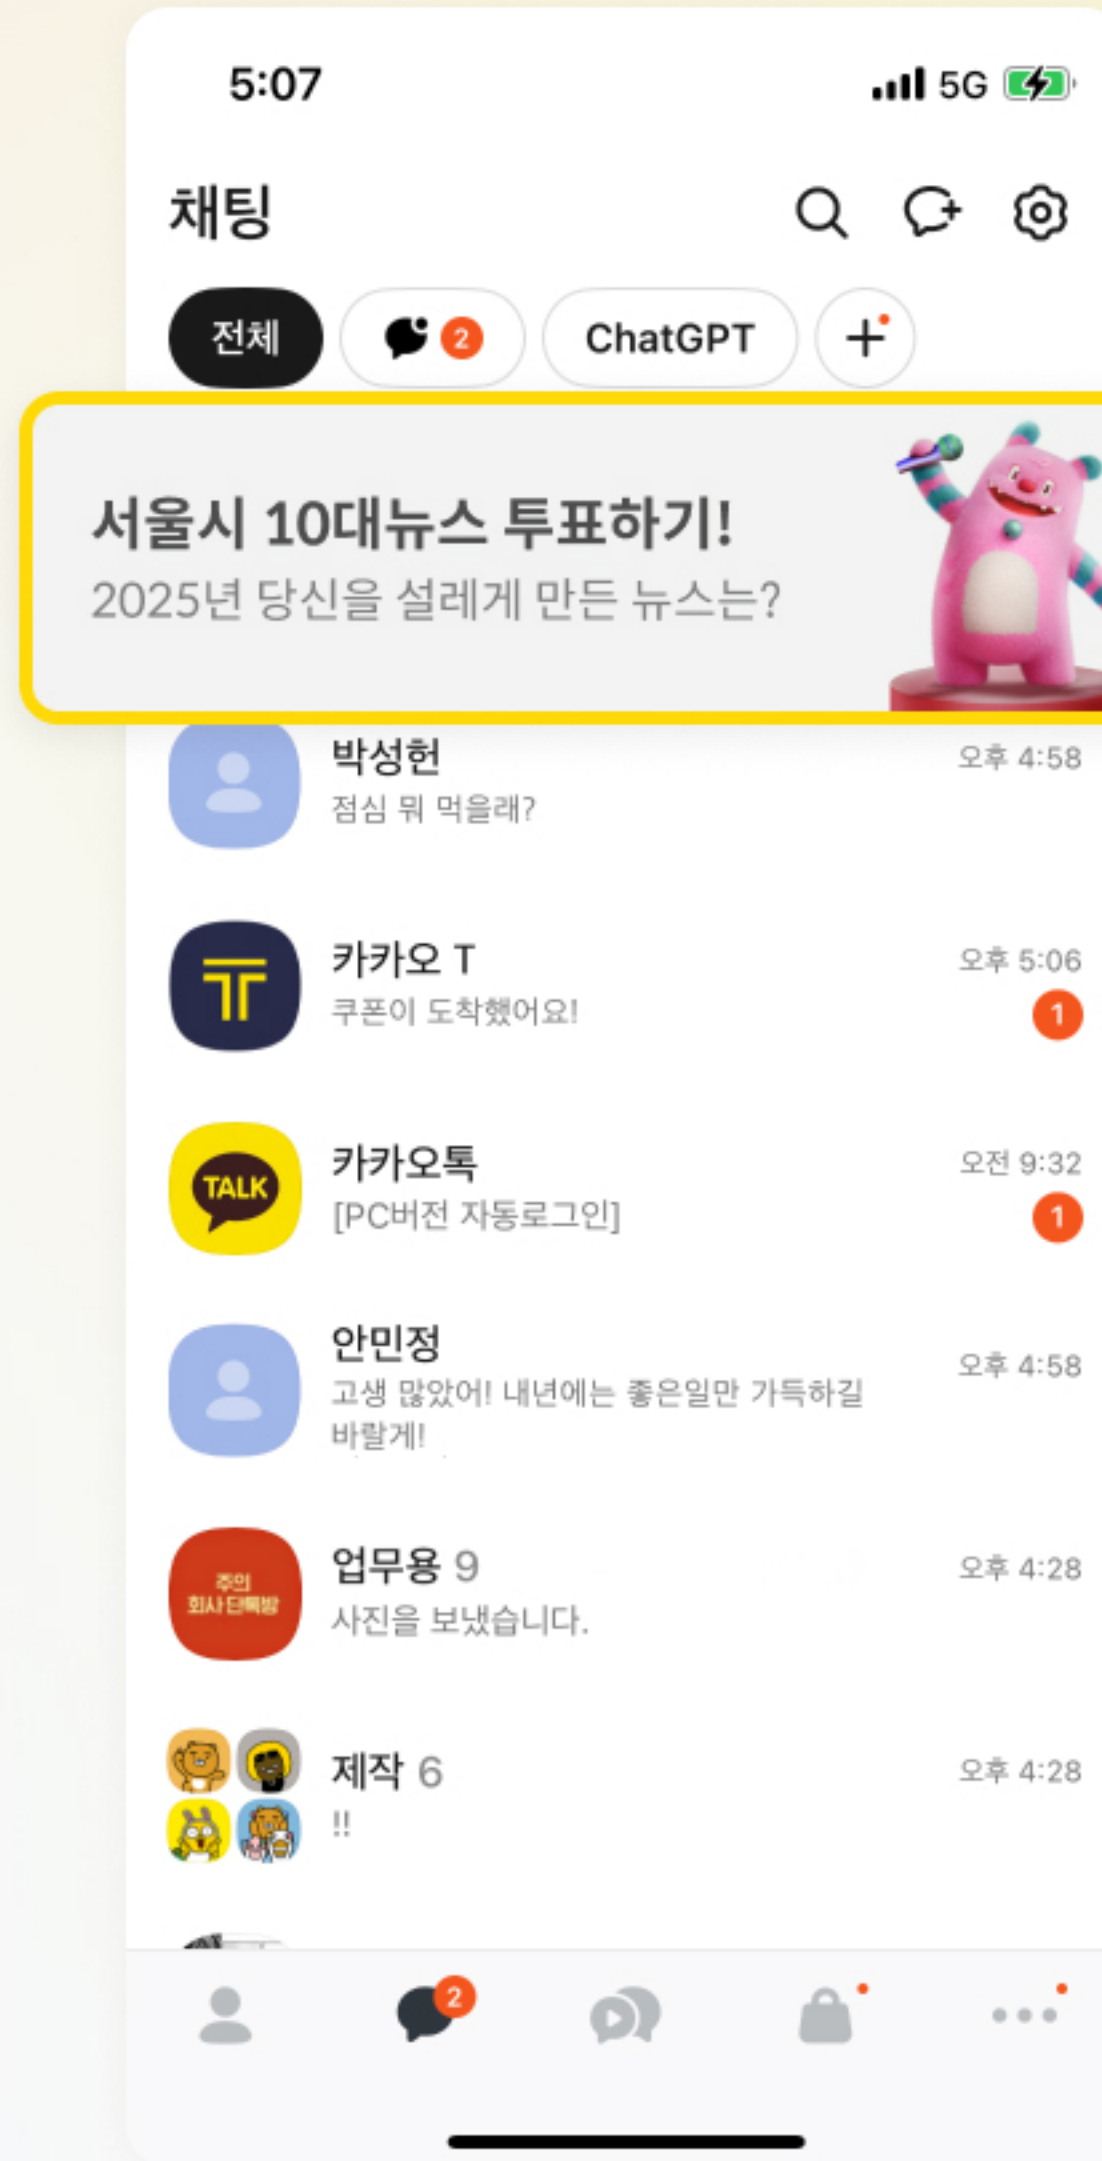 5:07
5G
채팅
전체
2
ChatGPT
서울시 10대뉴스 투표하기!
2025년 당신을 설레게 만든 뉴스는?
박성헌
오후 4:58
점심 뭐 먹을래?
카카오 T
오후 5:06
쿠폰이 도착했어요!
1
카카오톡
오전 9:32
TALK
[PC버전 자동로그인]
1
안민정
오후 4:58
고생 많았어! 내년에는 좋은일만 가득하길
바랄게!
업무용 9
오후 4:28
주의
회사 단톡방
사진을 보냈습니다.
제작 6
오후 4:28
!!
2